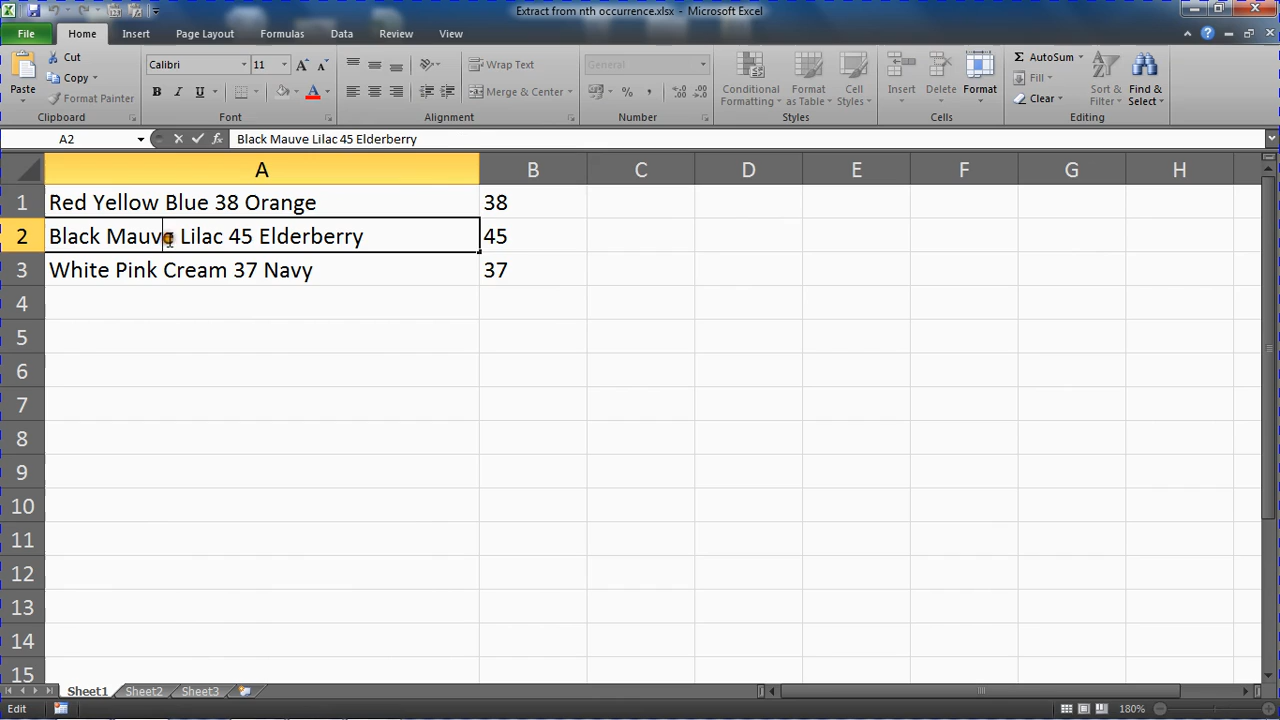 Extract from nth occurrence.xlsx - Microsoft Excel
File Home Insert Page Layout Formulas Data Review View
Paste
Cut
Copy
Format Painter
Calibri 11
B I U
Wrap Text
Merge & Center
General
% ,
Conditional Formatting
Format as Table
Cell Styles
Insert
Delete
Format
Σ AutoSum
Fill
Clear
Sort & Filter
Find & Select
Clipboard Font Alignment Number Styles Cells Editing
A2 fx Black Mauve Lilac 45 Elderberry
A B C D E F G H
1 Red Yellow Blue 38 Orange 38
2 Black Mauve Lilac 45 Elderberry 45
3 White Pink Cream 37 Navy 37
4
5
6
7
8
9
10
11
12
13
14
15
Sheet1 Sheet2 Sheet3
Edit 180%